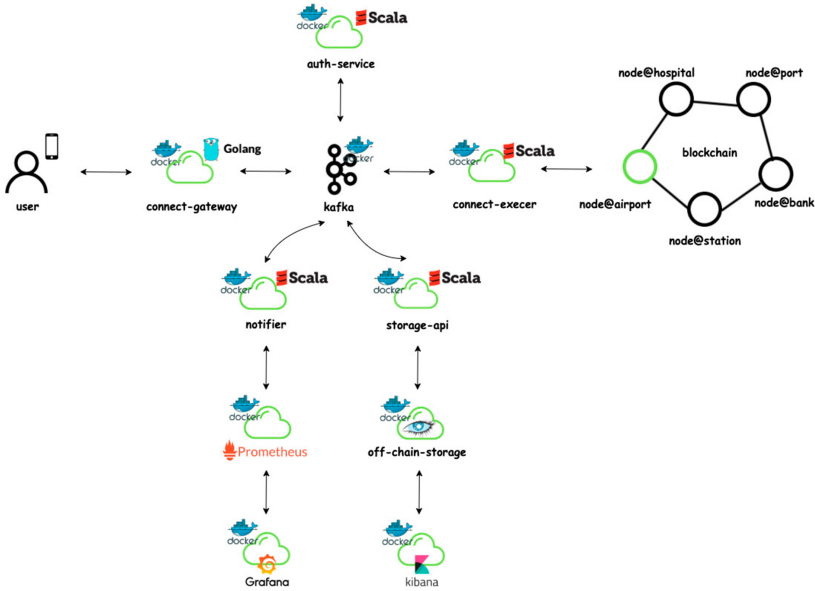 docker
Scala
auth-service
node@hospital
node@port
docker
Golang
docker
docker
Scala
blockchain
user
connect-gateway
kafka
connect-execer
node@airport
node@bank
node@station
docker
Scala
docker
Scala
notifier
storage-api
docker
docker
Prometheus
off-chain-storage
docker
docker
Grafana
kibana